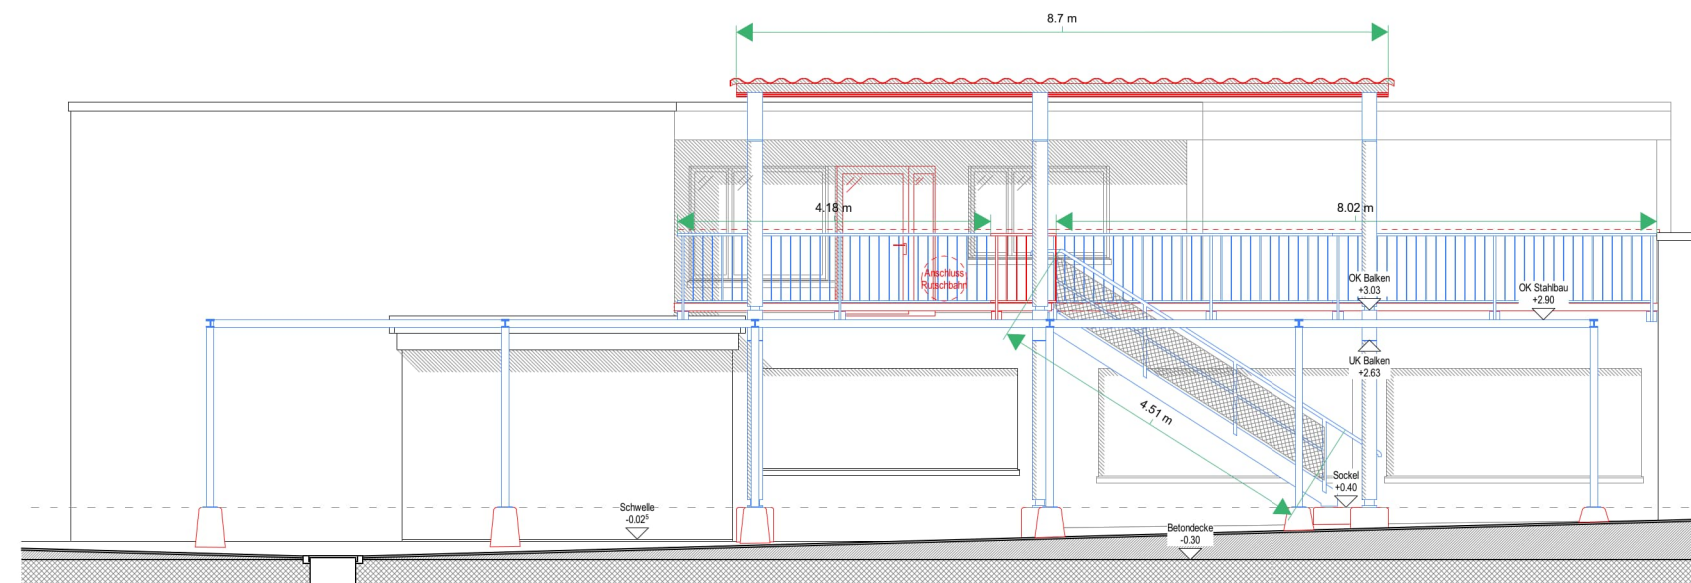 8.7 m
4.18 m
8.02 m
Anschluss
Rutschbahn
OK Balken
+3.03
OK Stahlbau
+2.90
UK Balken
+2.63
4.51 m
Sockel
+0.40
Schwelle
-0.02⁵
Betondecke
-0.30